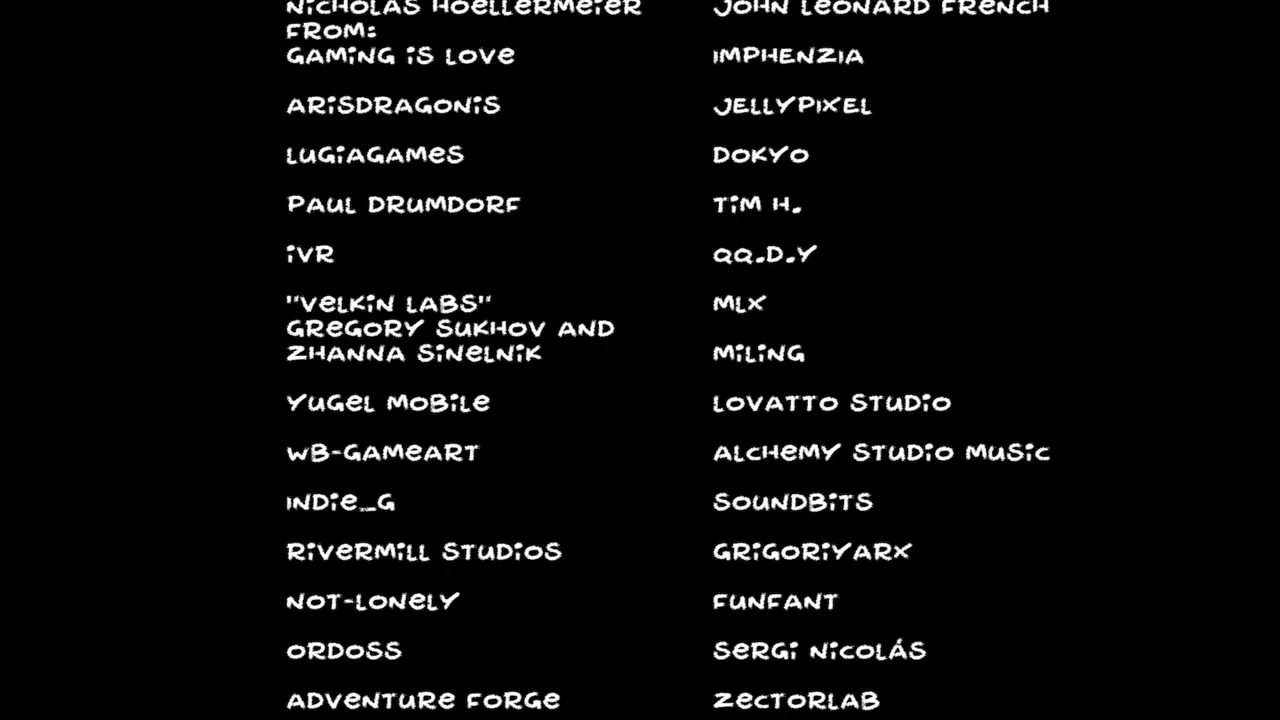 NICHOLAS HOELLERMEIER
FROM:
GAMING IS LOVE
ARISDRAGONIS
LUGIAGAMES
PAUL DRUMDORF
IVR
"VELKIN LABS"
GREGORY SUKHOV AND
ZHANNA SINELNIK
YUGEL MOBILE
WB-GAMEART
INDIE_G
RIVERMILL STUDIOS
NOT-LONELY
ORDOSS
ADVENTURE FORGE
JOHN LEONARD FRENCH
IMPHENZIA
JELLYPIXEL
DOKYO
TIM H.
QQ.D.Y
MLX
MILING
LOVATTO STUDIO
ALCHEMY STUDIO MUSIC
SOUNDBITS
GRIGORIYARX
FUNFANT
SERGI NICOLÁS
ZECTORLAB